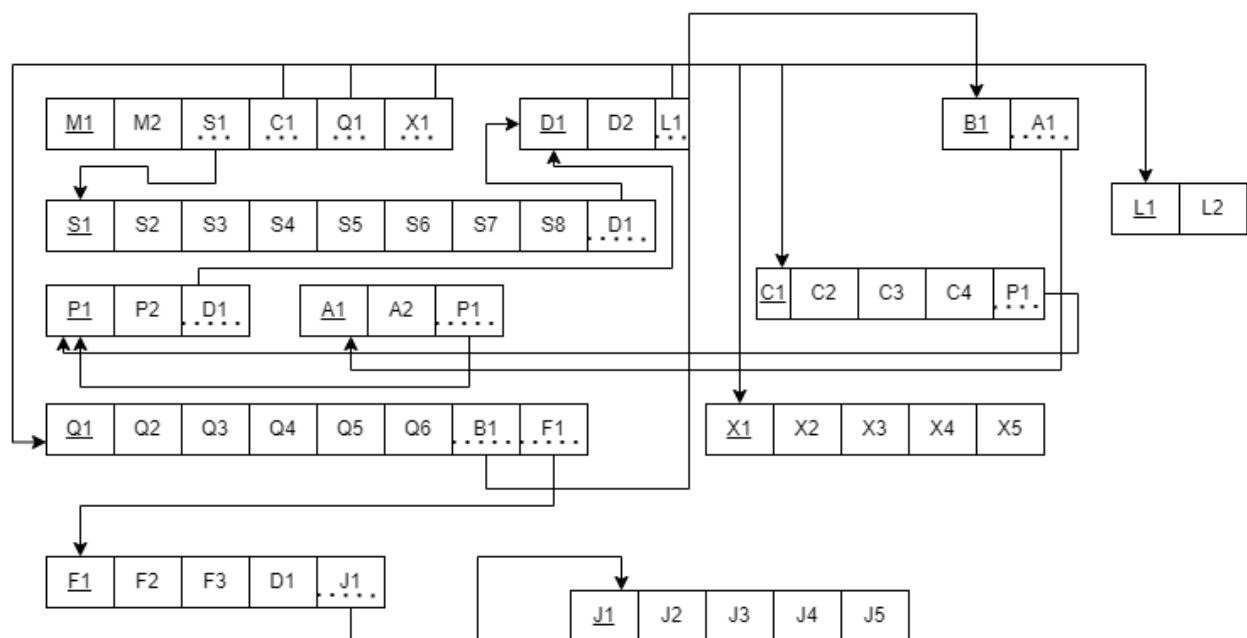 M1 M2 S1 C1 Q1 X1
D1 D2 L1
B1 A1
S1 S2 S3 S4 S5 S6 S7 S8 D1
L1 L2
P1 P2 D1
A1 A2 P1
C1 C2 C3 C4 P1
Q1 Q2 Q3 Q4 Q5 Q6 B1 F1
X1 X2 X3 X4 X5
F1 F2 F3 D1 J1
J1 J2 J3 J4 J5